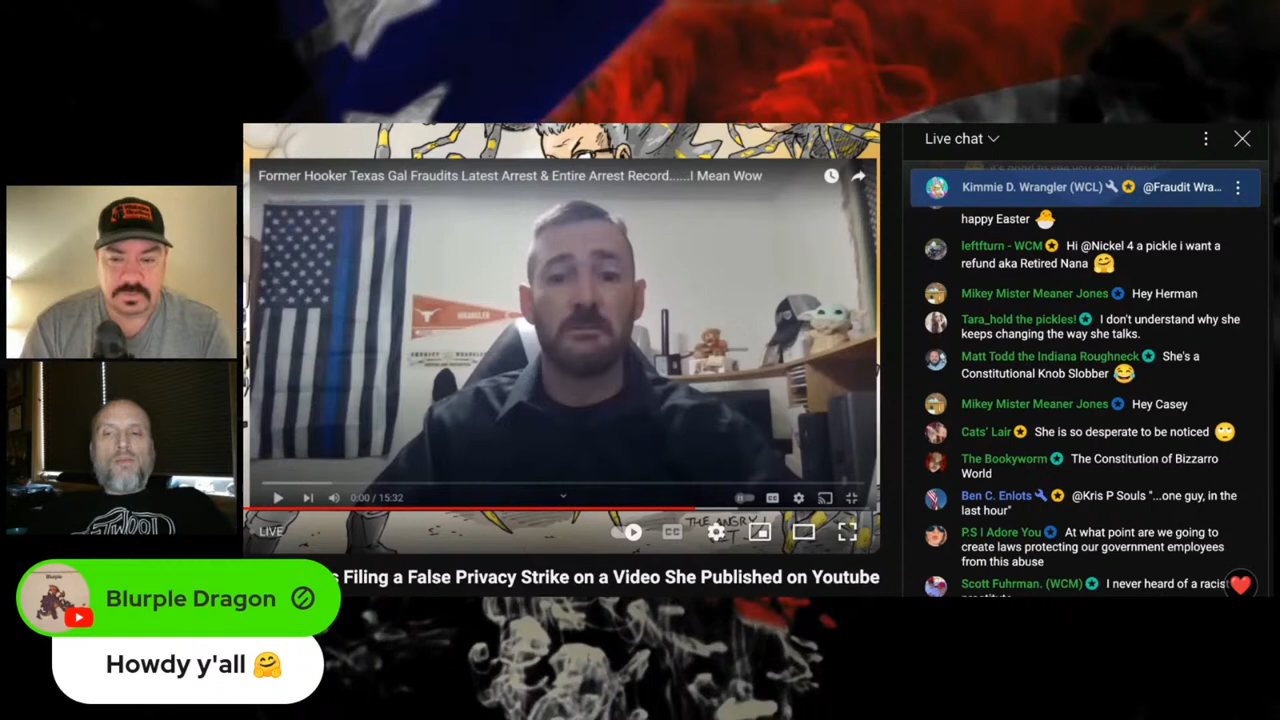 Former Hooker Texas Gal Fraudits Latest Arrest & Entire Arrest Record......I Mean Wow
WRANGLER
0:00 / 15:32
LIVE
THE ANGRY
s Filing a False Privacy Strike on a Video She Published on Youtube
Live chat
Kimmie D. Wrangler (WCL) @Fraudit Wra...
happy Easter 🐣
leftfturn - WCM Hi @Nickel 4 a pickle i want a
refund aka Retired Nana 🤗
Mikey Mister Meaner Jones Hey Herman
Tara_hold the pickles! I don't understand why she
keeps changing the way she talks.
Matt Todd the Indiana Roughneck She's a
Constitutional Knob Slobber 😂
Mikey Mister Meaner Jones Hey Casey
Cats' Lair She is so desperate to be noticed 🙄
The Bookyworm The Constitution of Bizarro
World
Ben C. Enlots @Kris P Souls "...one guy, in the
last hour"
P.S I Adore You At what point are we going to
create laws protecting our government employees
from this abuse
Scott Fuhrman. (WCM) I never heard of a racist
Blurple Dragon
Howdy y'all 🤗